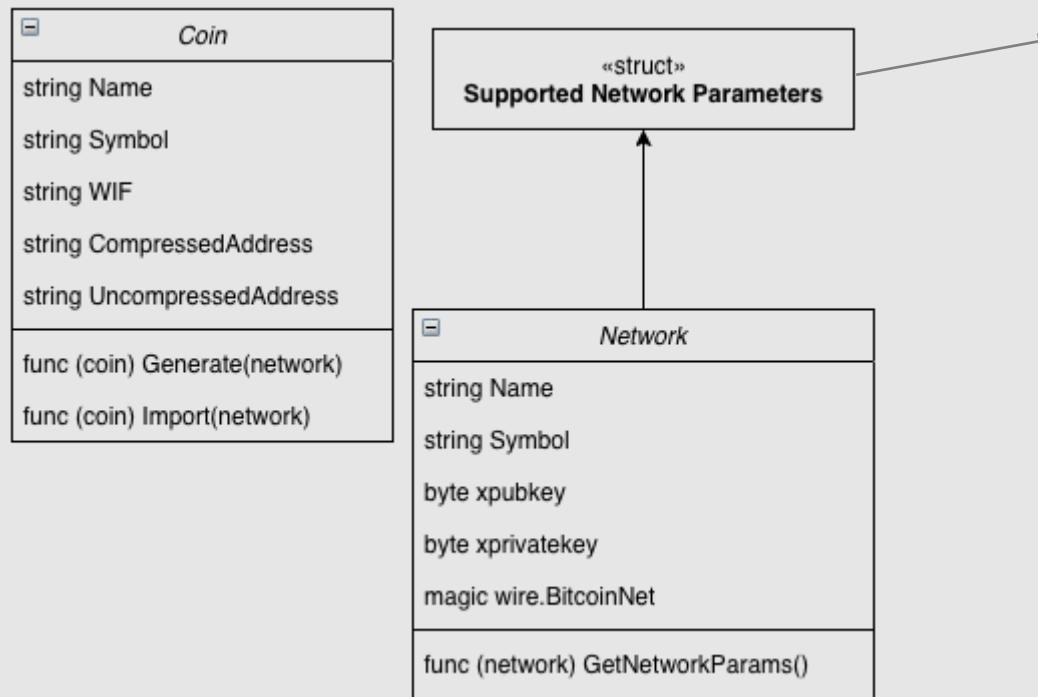 Coin
string Name
string Symbol
string WIF
string CompressedAddress
string UncompressedAddress
func (coin) Generate(network)
func (coin) Import(network)
«struct»
Supported Network Parameters
Network
string Name
string Symbol
byte xpubkey
byte xprivatekey
magic wire.BitcoinNet
func (network) GetNetworkParams()